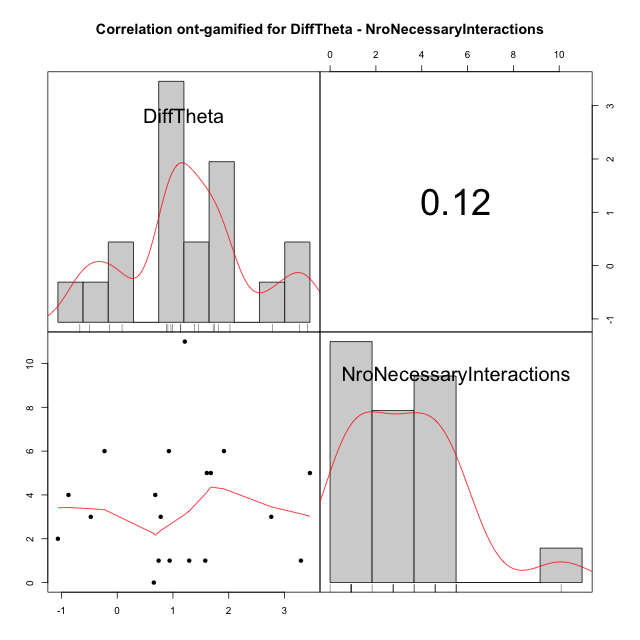 Correlation ont-gamified for DiffTheta - NroNecessaryInteractions
0 2 4 6 8 10
DiffTheta
0.12
3
2
1
0
-1
NroNecessaryInteractions
10
8
6
4
2
0
-1 0 1 2 3